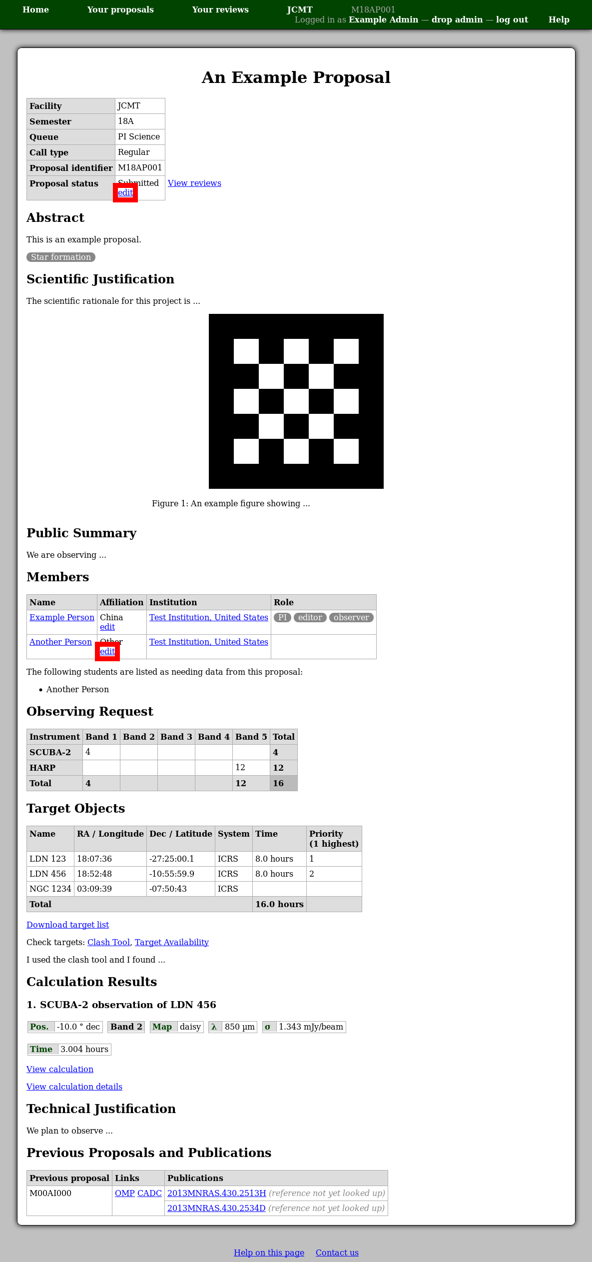 Home Your proposals Your reviews JCMT M18AP001
Logged in as Example Admin — drop admin — log out Help
An Example Proposal
Facility JCMT
Semester 18A
Queue PI Science
Call type Regular
Proposal identifier M18AP001
Proposal status Submitted View reviews
edit
Abstract
This is an example proposal.
Star formation
Scientific Justification
The scientific rationale for this project is ...
Figure 1: An example figure showing ...
Public Summary
We are observing ...
Members
Name Affiliation Institution Role
Example Person China Test Institution, United States PI editor observer
edit
Another Person Other Test Institution, United States
edit
The following students are listed as needing data from this proposal:
• Another Person
Observing Request
Instrument Band 1 Band 2 Band 3 Band 4 Band 5 Total
SCUBA-2 4 4
HARP 12 12
Total 4 12 16
Target Objects
Name RA / Longitude Dec / Latitude System Time Priority
(1 highest)
LDN 123 18:07:36 -27:25:00.1 ICRS 8.0 hours 1
LDN 456 18:52:48 -10:55:59.9 ICRS 8.0 hours 2
NGC 1234 03:09:39 -07:50:43 ICRS
Total 16.0 hours
Download target list
Check targets: Clash Tool, Target Availability
I used the clash tool and I found ...
Calculation Results
1. SCUBA-2 observation of LDN 456
Pos. -10.0 ° dec Band 2 Map daisy λ 850 µm σ 1.343 mJy/beam
Time 3.004 hours
View calculation
View calculation details
Technical Justification
We plan to observe ...
Previous Proposals and Publications
Previous proposal Links Publications
M00AI000 OMP CADC 2013MNRAS.430.2513H (reference not yet looked up)
2013MNRAS.430.2534D (reference not yet looked up)
Help on this page Contact us